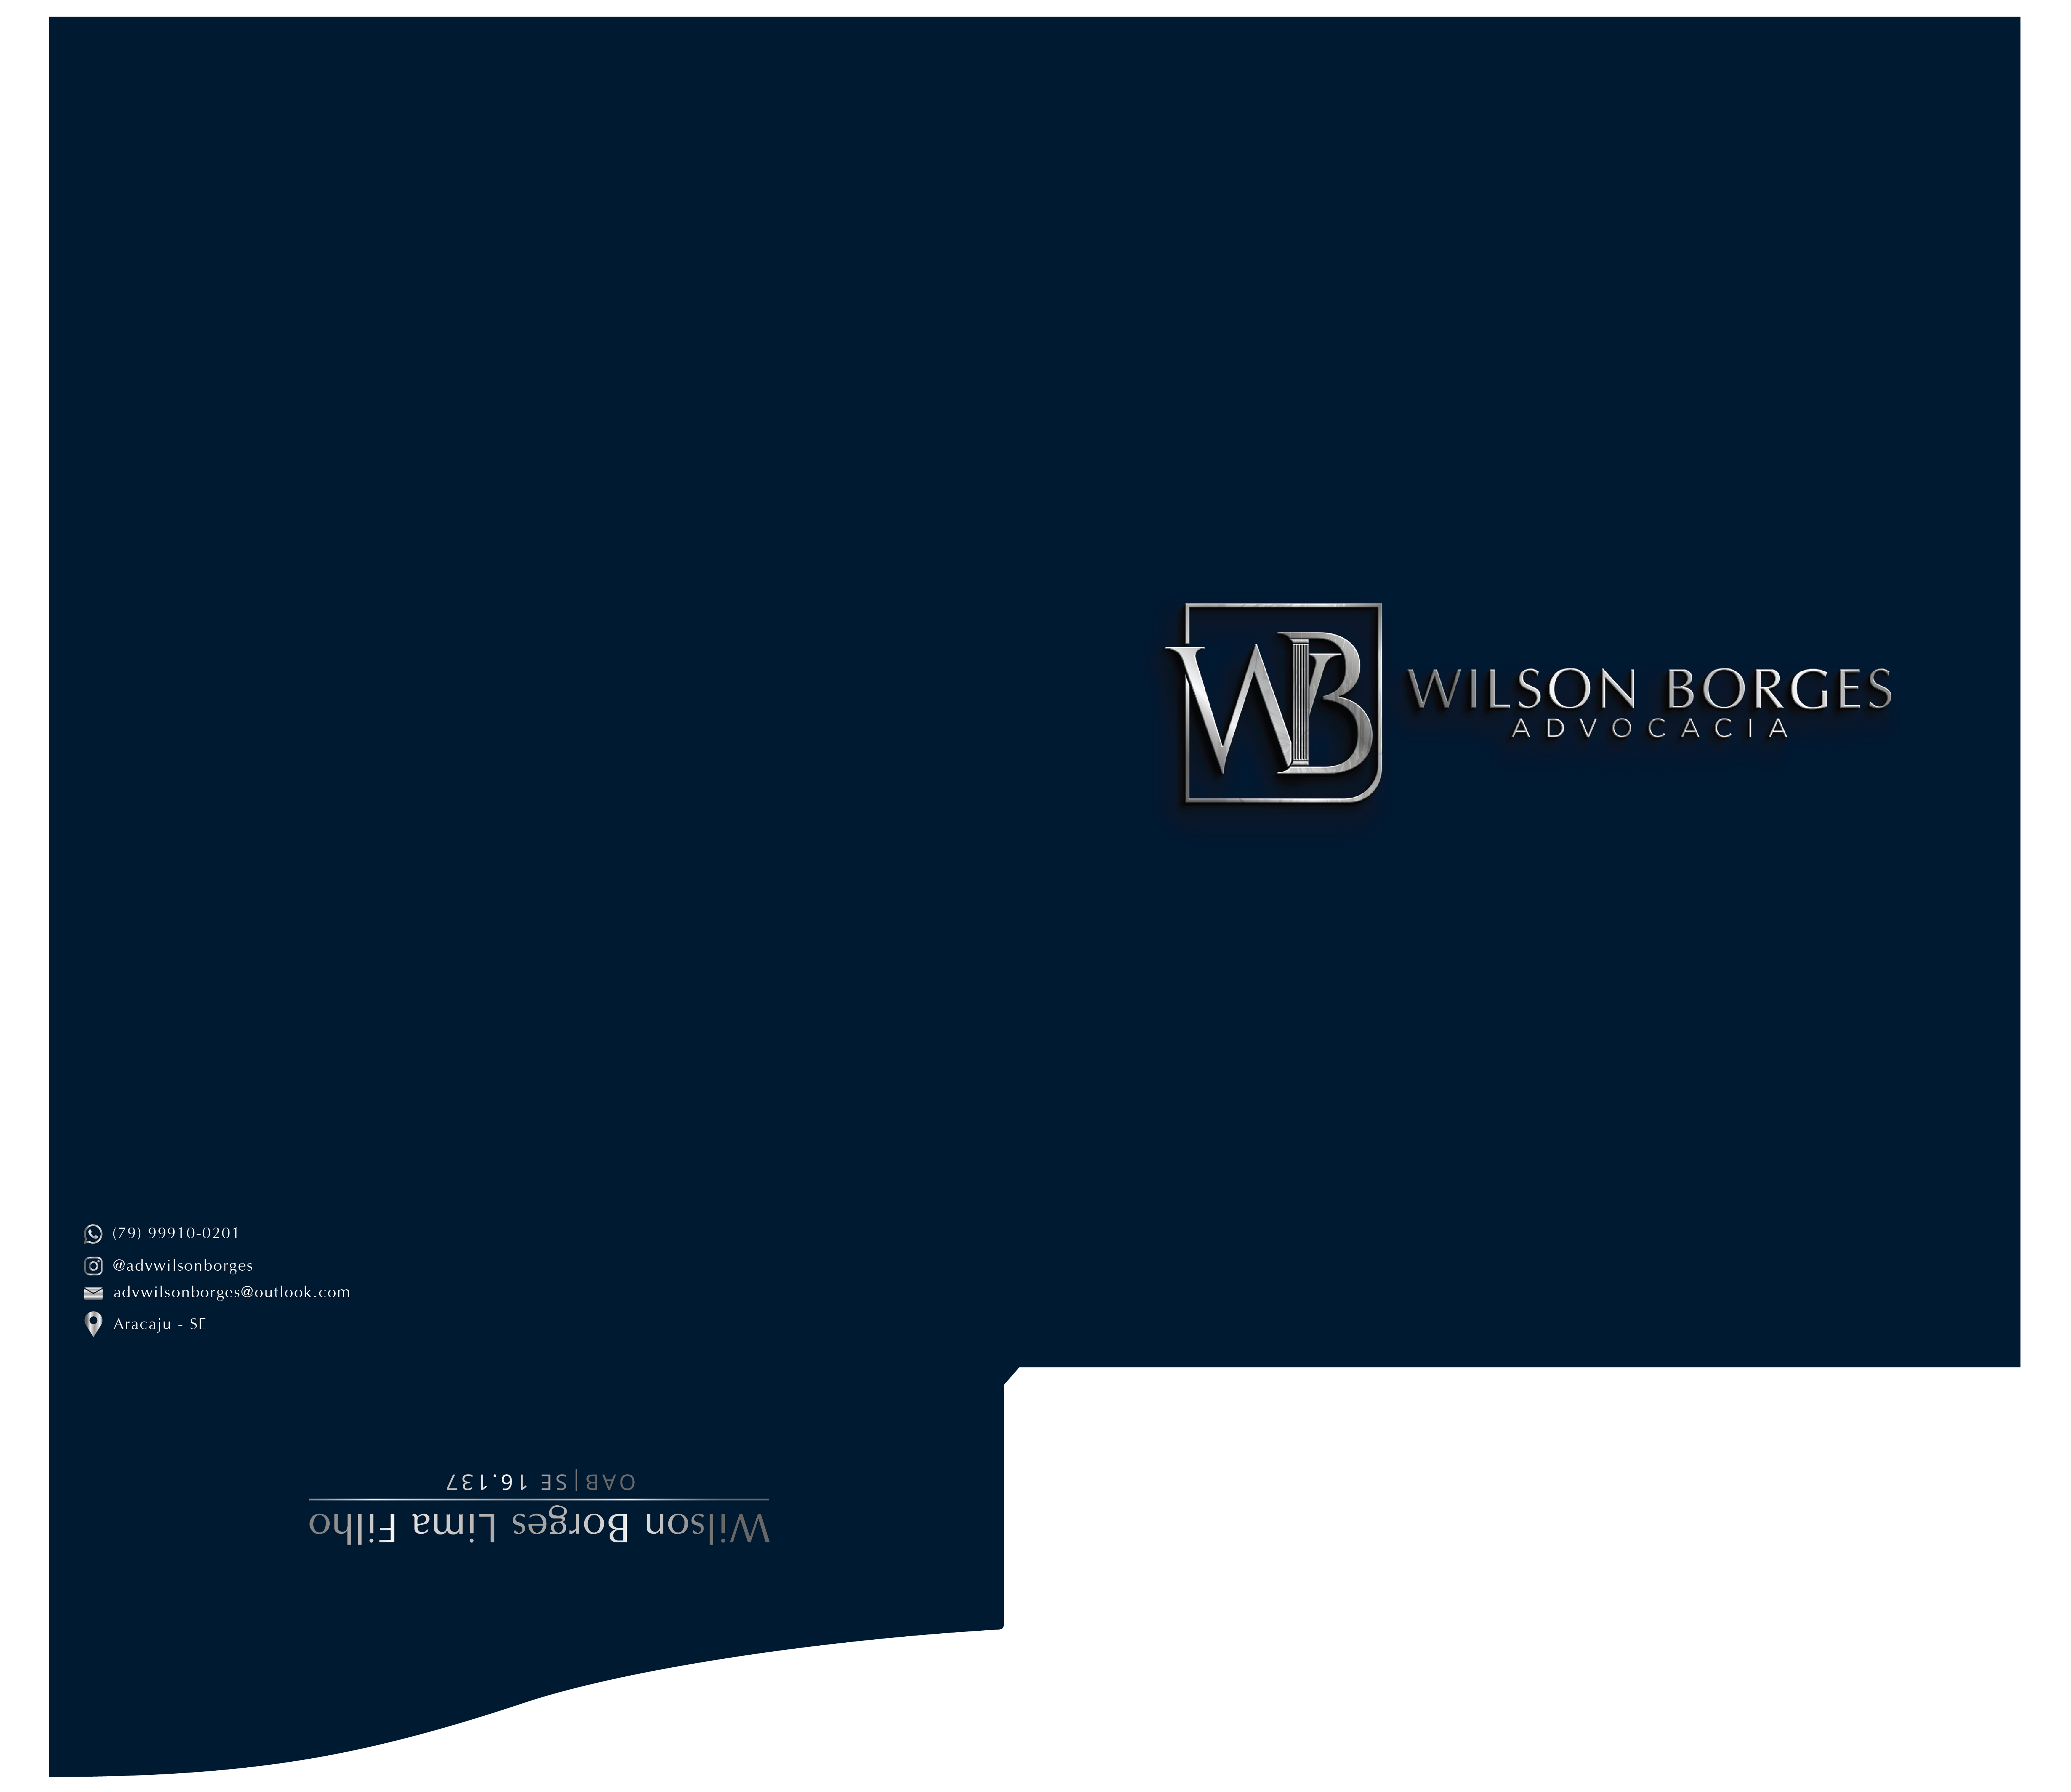 WB
WILSON BORGES
ADVOCACIA
(79) 99910-0201
@advwilsonborges
advwilsonborges@outlook.com
Aracaju - SE
Wilson Borges Lima Filho
OAB|SE 16.137